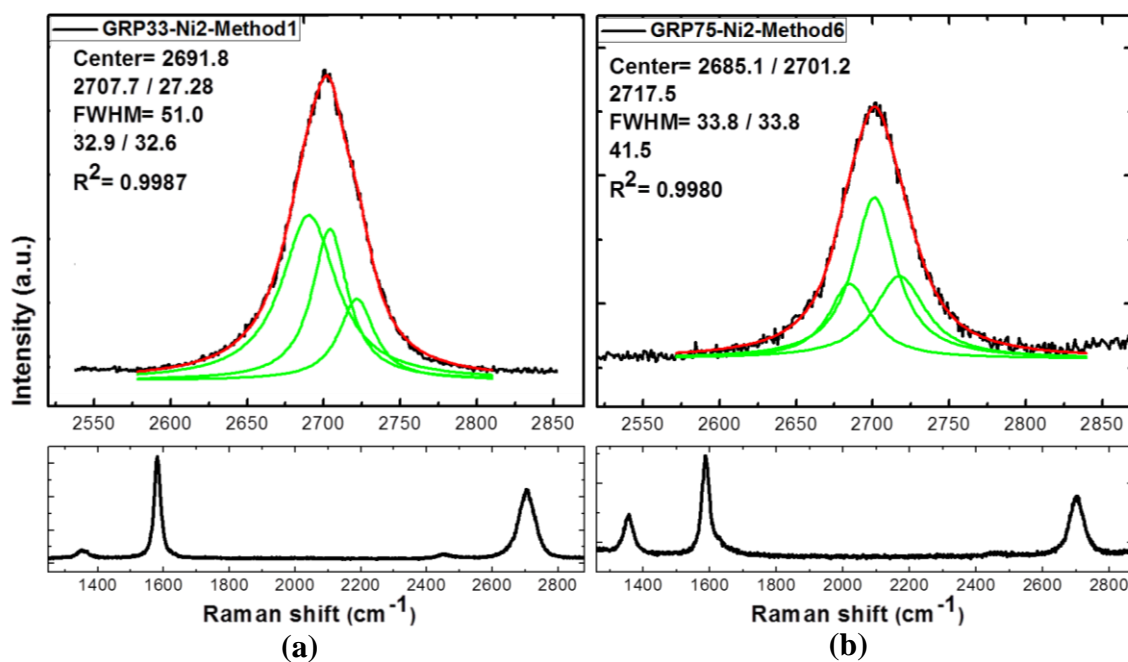 GRP33-Ni2-Method1
Center= 2691.8
2707.7 / 27.28
FWHM= 51.0
32.9 / 32.6
R²= 0.9987
Intensity (a.u.)
2550 2600 2650 2700 2750 2800 2850
1400 1600 1800 2000 2200 2400 2600 2800
Raman shift (cm⁻¹)
(a)
GRP75-Ni2-Method6
Center= 2685.1 / 2701.2
2717.5
FWHM= 33.8 / 33.8
41.5
R²= 0.9980
2550 2600 2650 2700 2750 2800 2850
1400 1600 1800 2000 2200 2400 2600 2800
Raman shift (cm⁻¹)
(b)